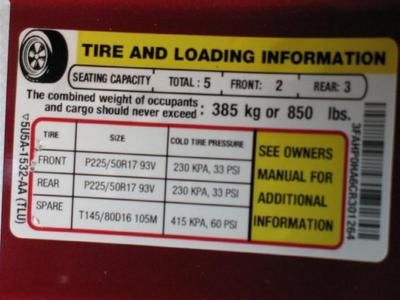 TIRE AND LOADING INFORMATION
SEATING CAPACITY TOTAL: 5 FRONT: 2 REAR: 3
The combined weight of occupants
and cargo should never exceed: 385 kg or 850 lbs.
TIRE SIZE COLD TIRE PRESSURE
FRONT P225/50R17 93V 230 KPA, 33 PSI
REAR P225/50R17 93V 230 KPA, 33 PSI
SPARE T145/80D16 105M 415 KPA, 60 PSI
SEE OWNERS
MANUAL FOR
ADDITIONAL
INFORMATION
5U5A-1532-AA (TLU)
3FAHP0HA6CR301264